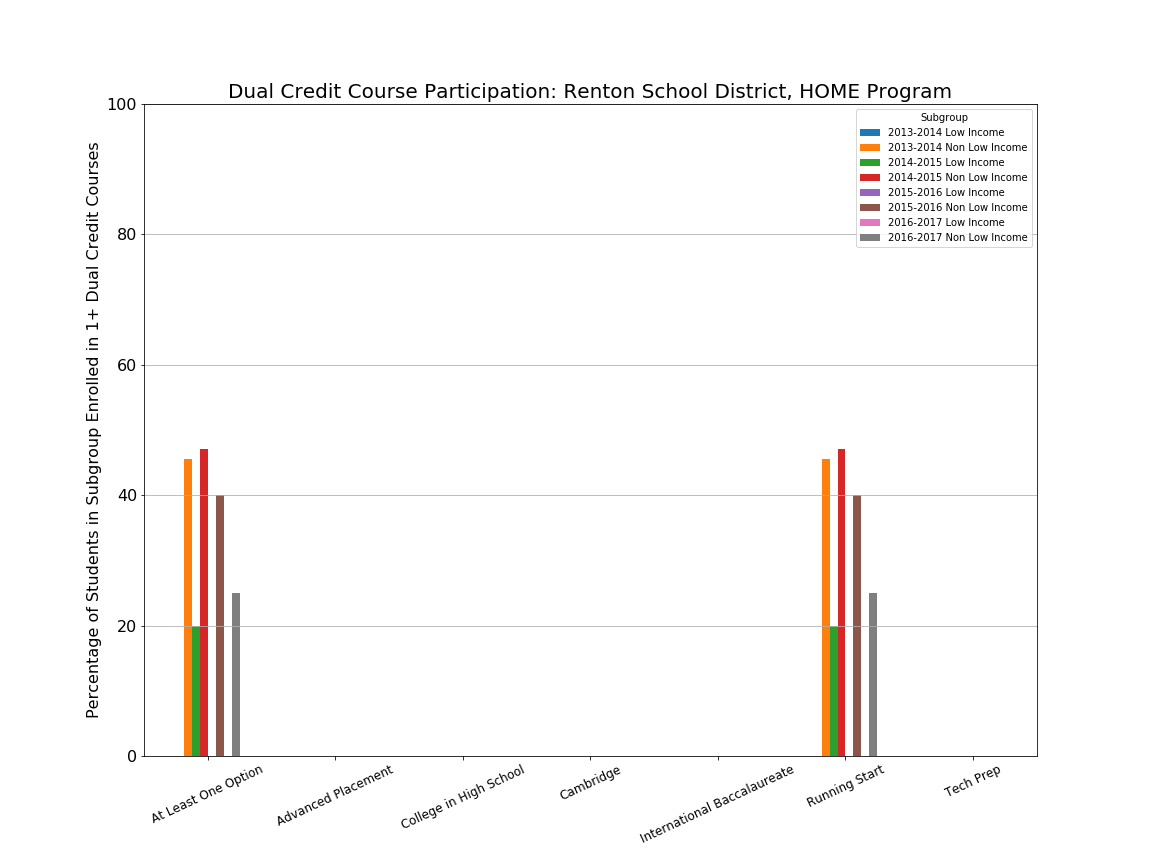 Dual Credit Course Participation: Renton School District, HOME Program
Percentage of Students in Subgroup Enrolled in 1+ Dual Credit Courses
100
80
60
40
20
0
Subgroup
2013-2014 Low Income
2013-2014 Non Low Income
2014-2015 Low Income
2014-2015 Non Low Income
2015-2016 Low Income
2015-2016 Non Low Income
2016-2017 Low Income
2016-2017 Non Low Income
At Least One Option
Advanced Placement
College in High School
Cambridge
International Baccalaureate
Running Start
Tech Prep